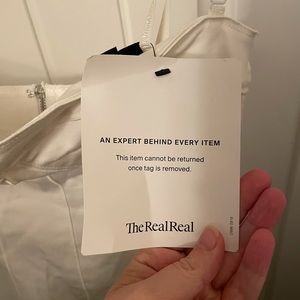 AN EXPERT BEHIND EVERY ITEM
This item cannot be returned
once tag is removed.
TheRealReal